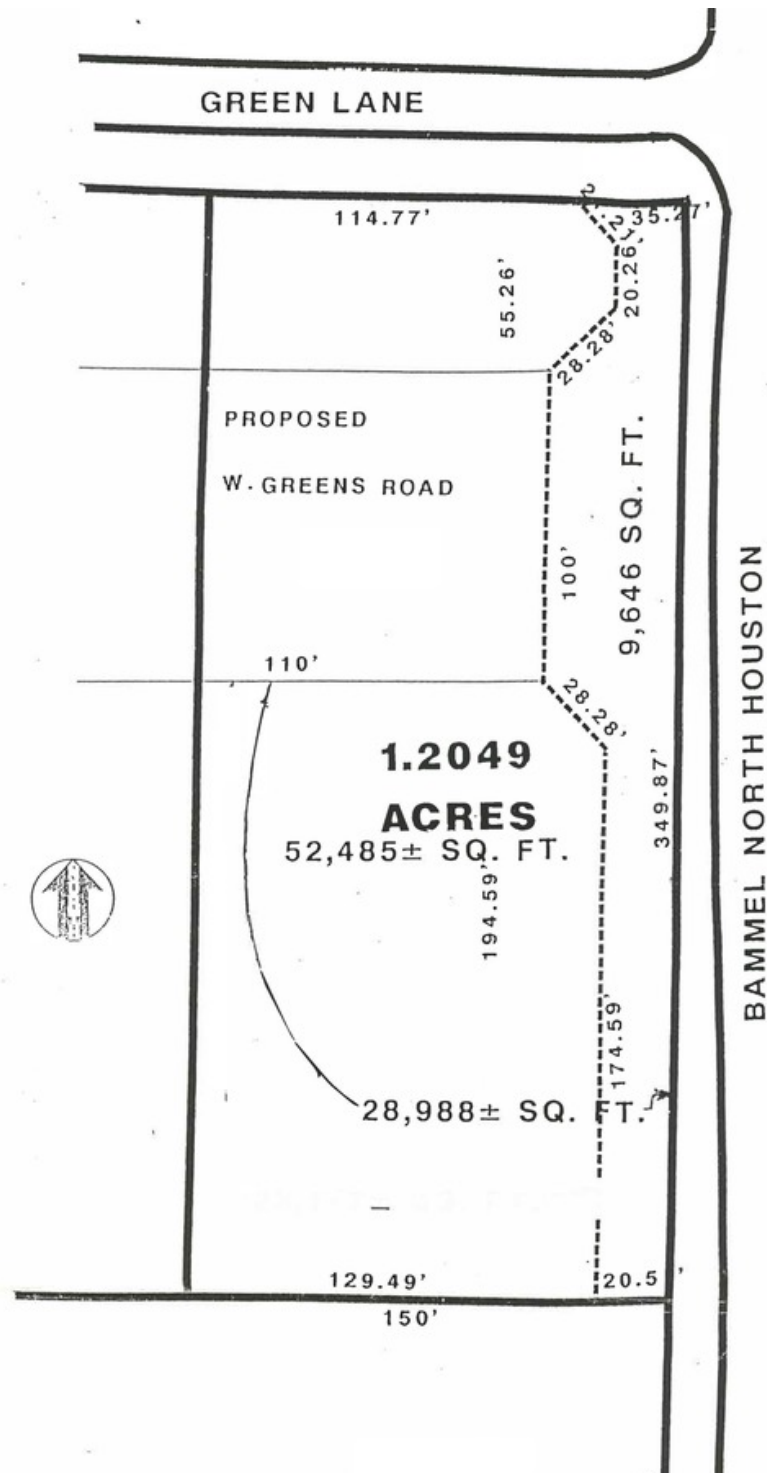 GREEN LANE
114.77'
35.27'
20.26'
55.26'
28.28'
PROPOSED
W. GREENS ROAD
9,646 SQ. FT.
100'
110'
28.28'
1.2049
ACRES
52,485± SQ. FT.
349.87'
BAMMEL NORTH HOUSTON
194.59'
174.59'
28,988± SQ. FT.
129.49'
20.5 '
150'